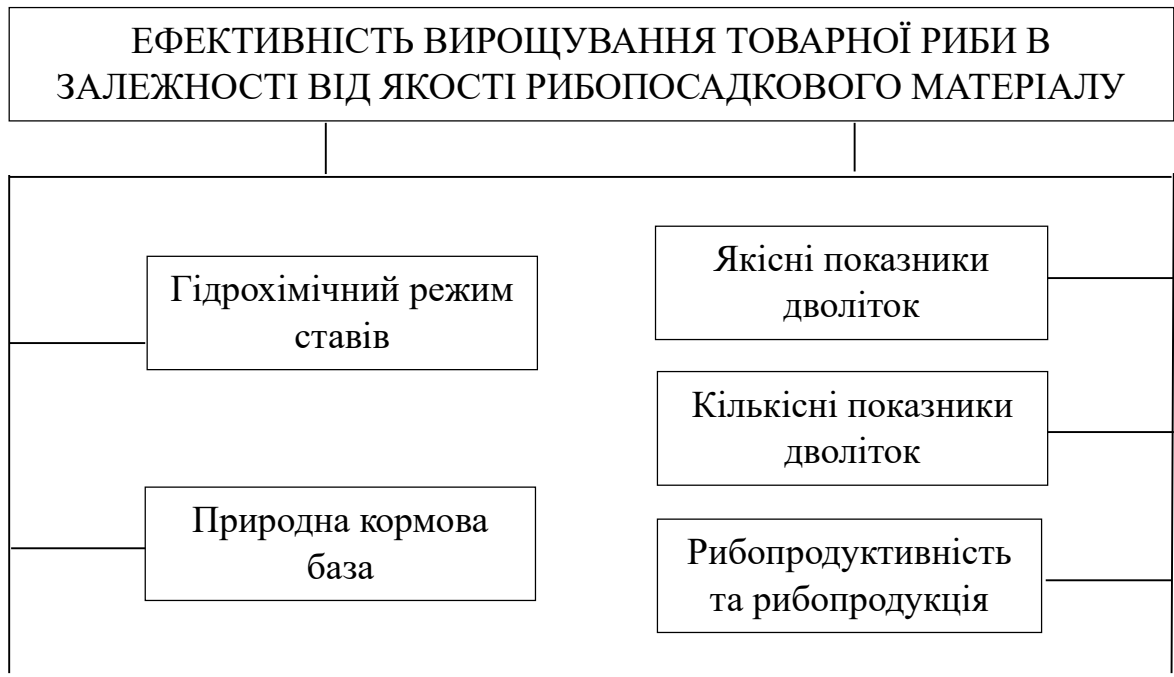 ЕФЕКТИВНІСТЬ ВИРОЩУВАННЯ ТОВАРНОЇ РИБИ В
ЗАЛЕЖНОСТІ ВІД ЯКОСТІ РИБОПОСАДКОВОГО МАТЕРІАЛУ
Гідрохімічний режим
ставів
Природна кормова
база
Якісні показники
дволіток
Кількісні показники
дволіток
Рибопродуктивність
та рибопродукція